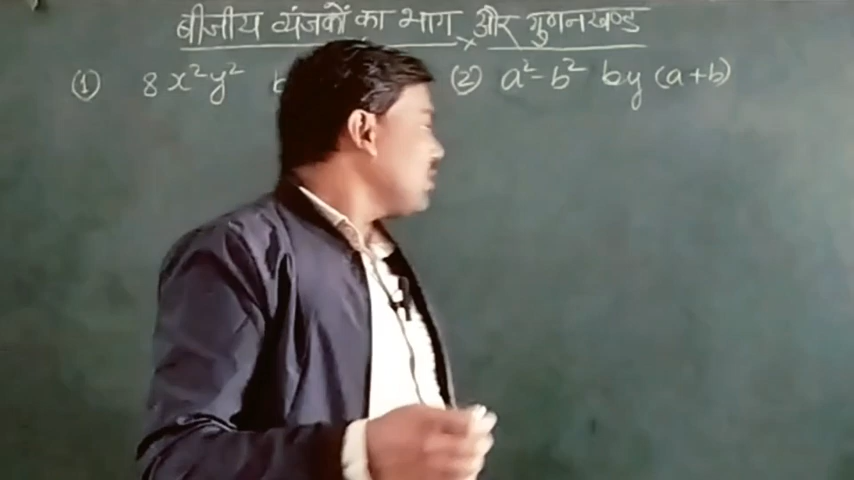 बीजीय व्यंजकों का भाग और गुणनखण्ड
(1) 8x²y² (2) a²-b² by (a+b)